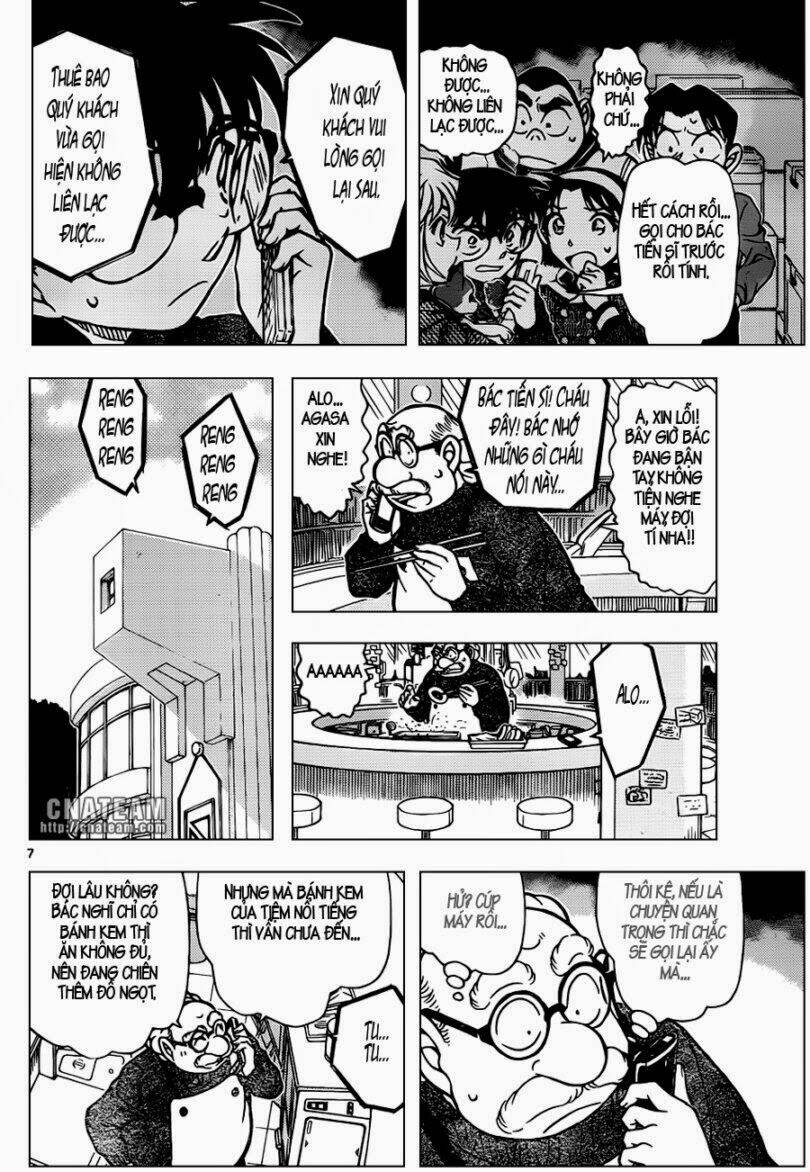 KHÔNG
PHẢI
CHỨ...
KHÔNG
ĐƯỢC...
KHÔNG LIÊN
LẠC ĐƯỢC...
HẾT CÁCH RỒI...
GỌI CHO BÁC
TIẾN SĨ TRƯỚC
RỒI TÍNH.
XIN QUÝ
KHÁCH VUI
LÒNG GỌI
LẠI SAU.
THUÊ BAO
QUÝ KHÁCH
VỪA GỌI
HIỆN KHÔNG
LIÊN LẠC
ĐƯỢC...
RENG
RENG
RENG
RENG
RENG
RENG
ALO...
AGASA
XIN
NGHE!
BÁC TIẾN SĨ! CHÁU
ĐÂY! BÁC NHỚ
NHỮNG GÌ CHÁU
NÓI NÀY...
A, XIN LỖI!
BÂY GIỜ BÁC
ĐANG BẬN
TAY, KHÔNG
TIỆN NGHE
MÁY, ĐỢI
TÍ NHA!!
AAAAAA
ALO...
CNATEAM
http://cnateam.com
7
ĐỢI LÂU KHÔNG?
BÁC NGHĨ CHỈ CÓ
BÁNH KEM THÌ
ĂN KHÔNG ĐỦ,
NÊN ĐANG CHIÊN
THÊM ĐỒ NGỌT.
NHƯNG MÀ BÁNH KEM
CỦA TIỆM NỔI TIẾNG
THÌ VẪN CHƯA ĐẾN...
TU...
TU...
HỬ? CÚP
MÁY RỒI...
THÔI KỆ, NẾU LÀ
CHUYỆN QUAN
TRỌNG THÌ CHẮC
SẼ GỌI LẠI ẤY
MÀ...